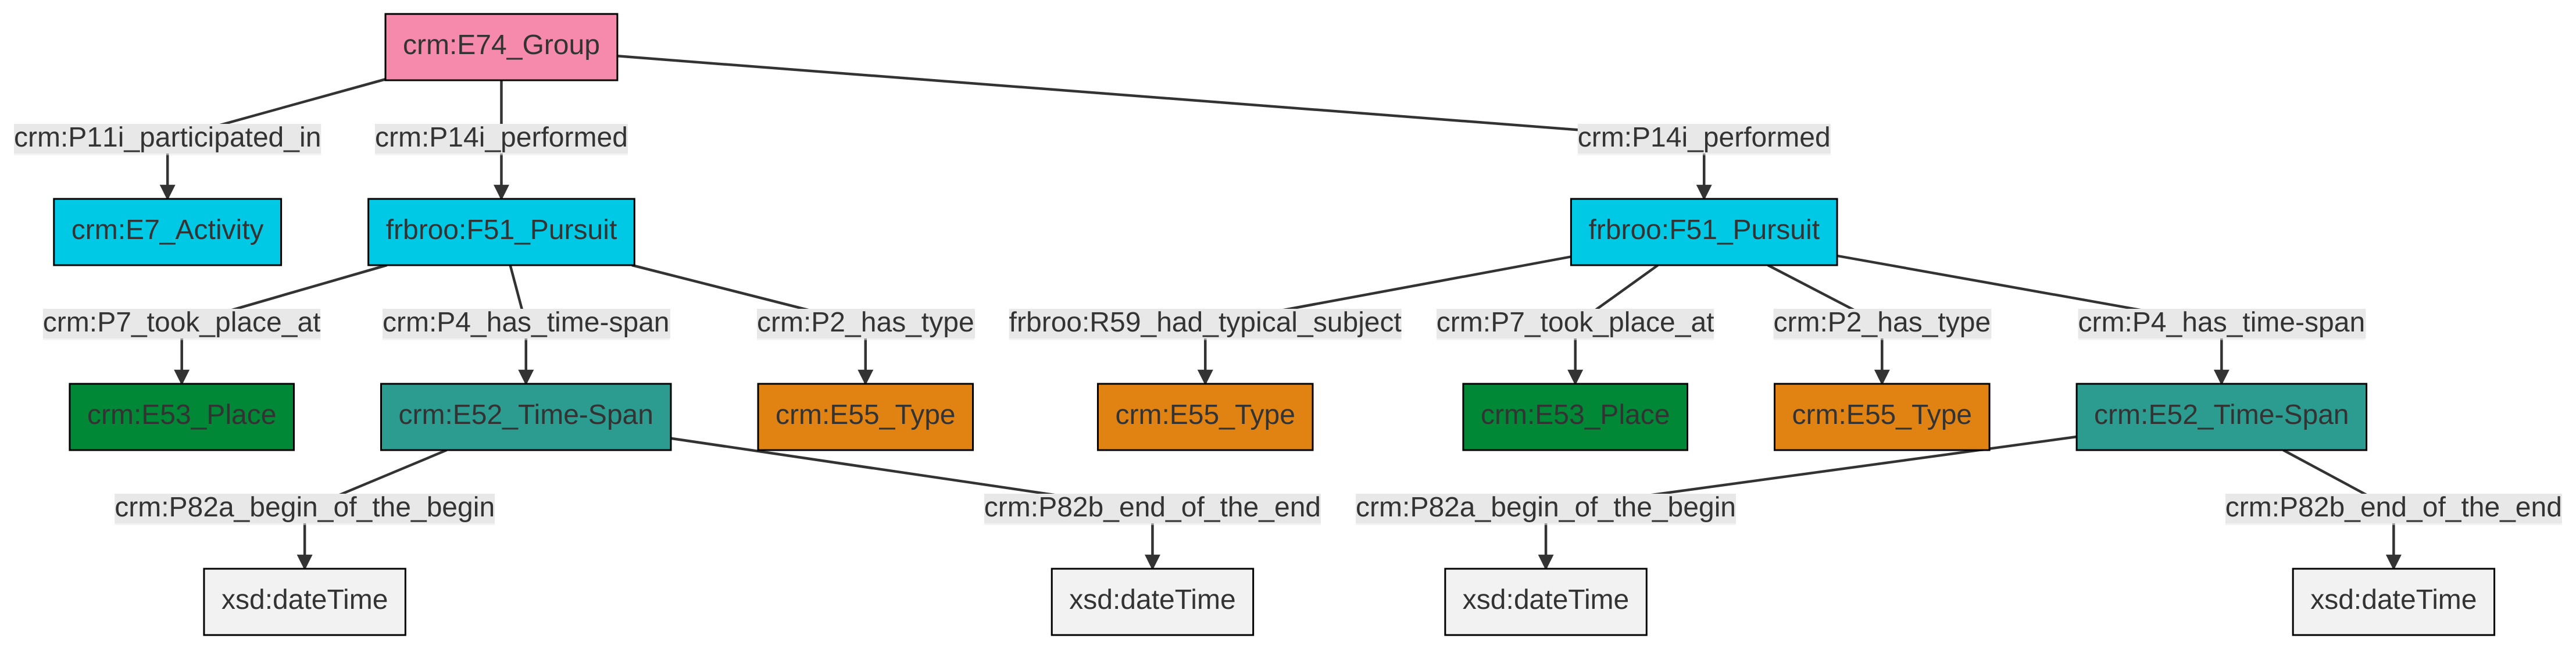 crm:E74_Group
crm:P11i_participated_in
crm:P14i_performed
crm:P14i_performed
crm:E7_Activity
frbroo:F51_Pursuit
frbroo:F51_Pursuit
crm:P7_took_place_at
crm:P4_has_time-span
crm:P2_has_type
frbroo:R59_had_typical_subject
crm:P7_took_place_at
crm:P2_has_type
crm:P4_has_time-span
crm:E53_Place
crm:E52_Time-Span
crm:E55_Type
crm:E55_Type
crm:E53_Place
crm:E55_Type
crm:E52_Time-Span
crm:P82a_begin_of_the_begin
crm:P82b_end_of_the_end
crm:P82a_begin_of_the_begin
crm:P82b_end_of_the_end
xsd:dateTime
xsd:dateTime
xsd:dateTime
xsd:dateTime